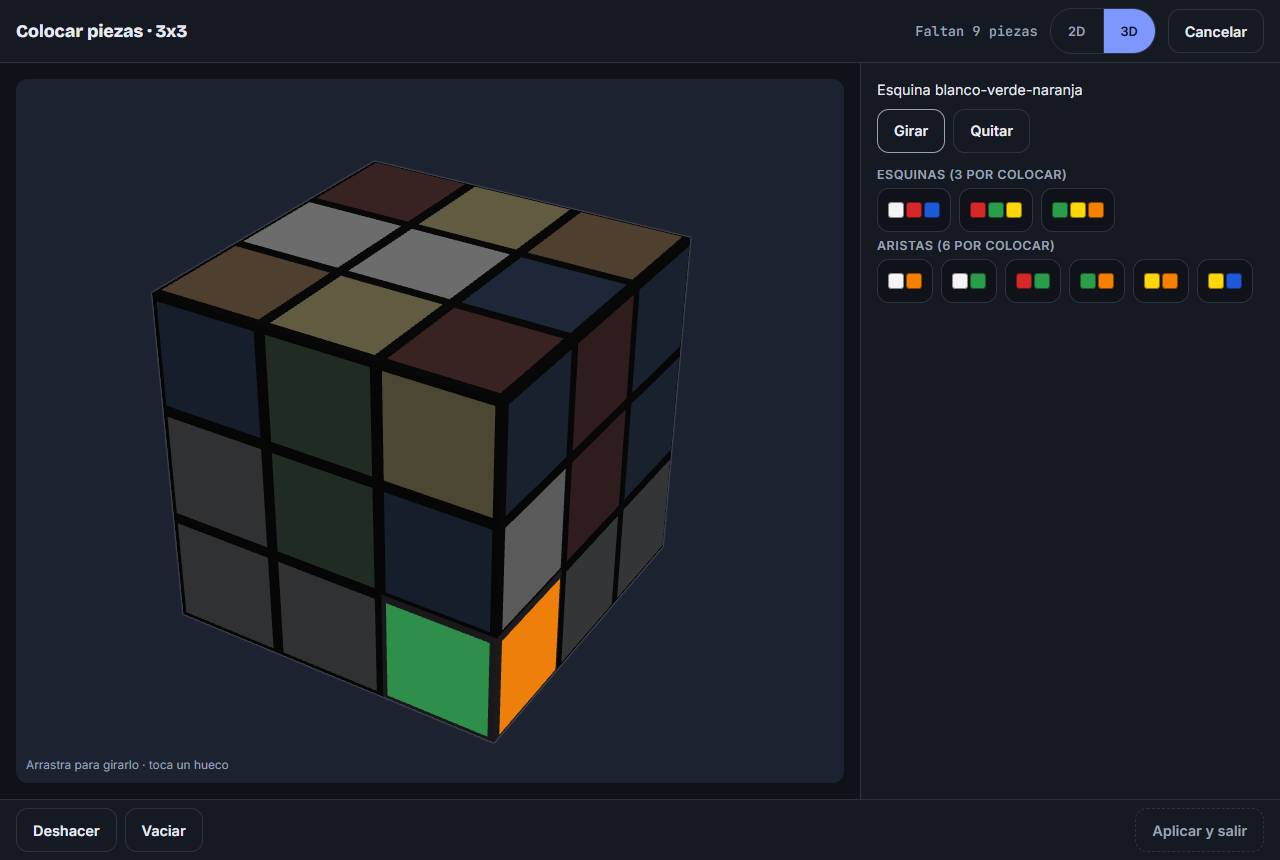 Colocar piezas · 3x3
Faltan 9 piezas
2D
3D
Cancelar
Esquina blanco-verde-naranja
Girar
Quitar
ESQUINAS (3 POR COLOCAR)
ARISTAS (6 POR COLOCAR)
Arrastra para girarlo · toca un hueco
Deshacer
Vaciar
Aplicar y salir